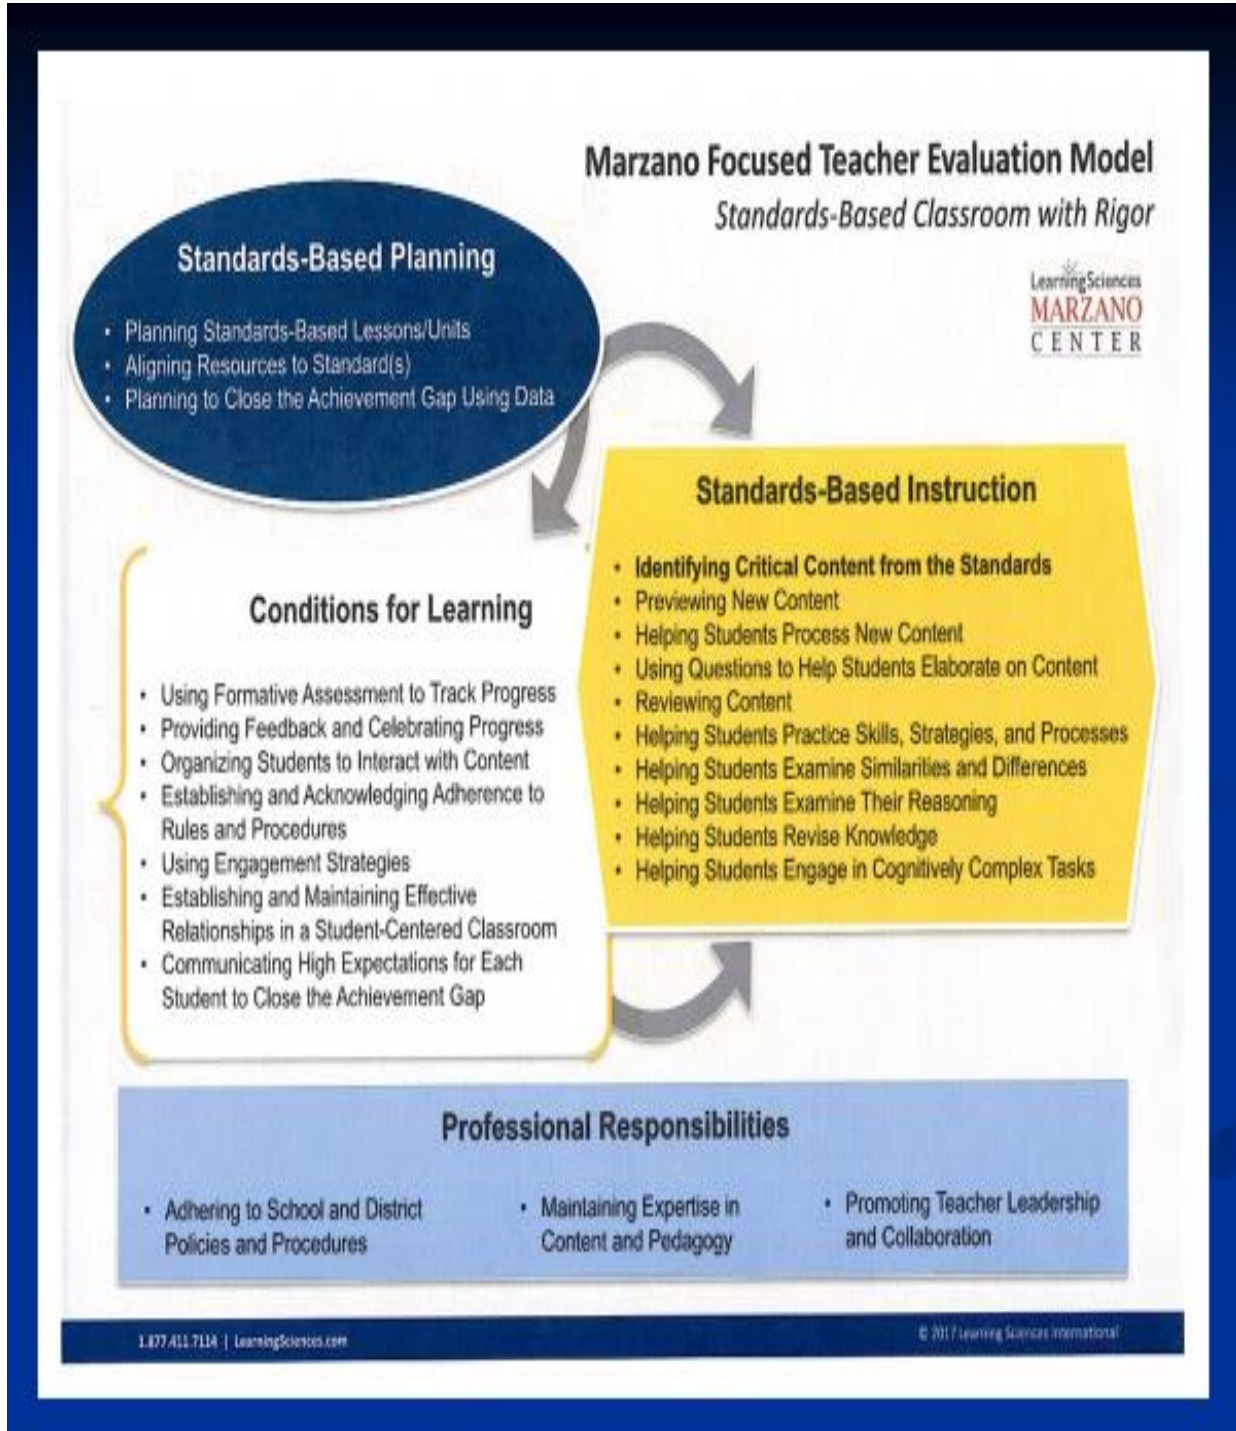 Marzano Focused Teacher Evaluation Model
Standards-Based Classroom with Rigor
LearningSciences
MARZANO
CENTER
Standards-Based Planning
• Planning Standards-Based Lessons/Units
• Aligning Resources to Standard(s)
• Planning to Close the Achievement Gap Using Data
Standards-Based Instruction
• Identifying Critical Content from the Standards
• Previewing New Content
• Helping Students Process New Content
• Using Questions to Help Students Elaborate on Content
• Reviewing Content
• Helping Students Practice Skills, Strategies, and Processes
• Helping Students Examine Similarities and Differences
• Helping Students Examine Their Reasoning
• Helping Students Revise Knowledge
• Helping Students Engage in Cognitively Complex Tasks
Conditions for Learning
• Using Formative Assessment to Track Progress
• Providing Feedback and Celebrating Progress
• Organizing Students to Interact with Content
• Establishing and Acknowledging Adherence to
Rules and Procedures
• Using Engagement Strategies
• Establishing and Maintaining Effective
Relationships in a Student-Centered Classroom
• Communicating High Expectations for Each
Student to Close the Achievement Gap
Professional Responsibilities
• Adhering to School and District
Policies and Procedures
• Maintaining Expertise in
Content and Pedagogy
• Promoting Teacher Leadership
and Collaboration
1.877.411.7114 | LearningSciences.com
© 2017 Learning Sciences International